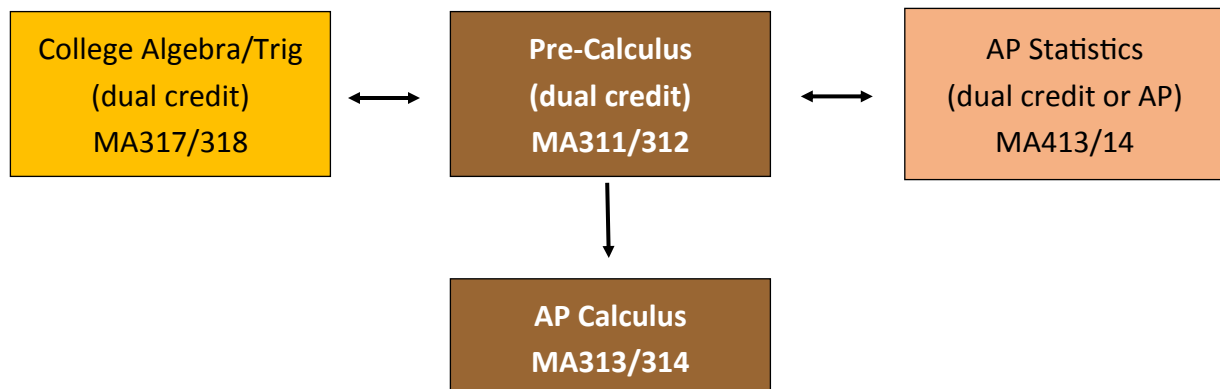 College Algebra/Trig
(dual credit)
MA317/318
Pre-Calculus
(dual credit)
MA311/312
AP Statistics
(dual credit or AP)
MA413/14
AP Calculus
MA313/314